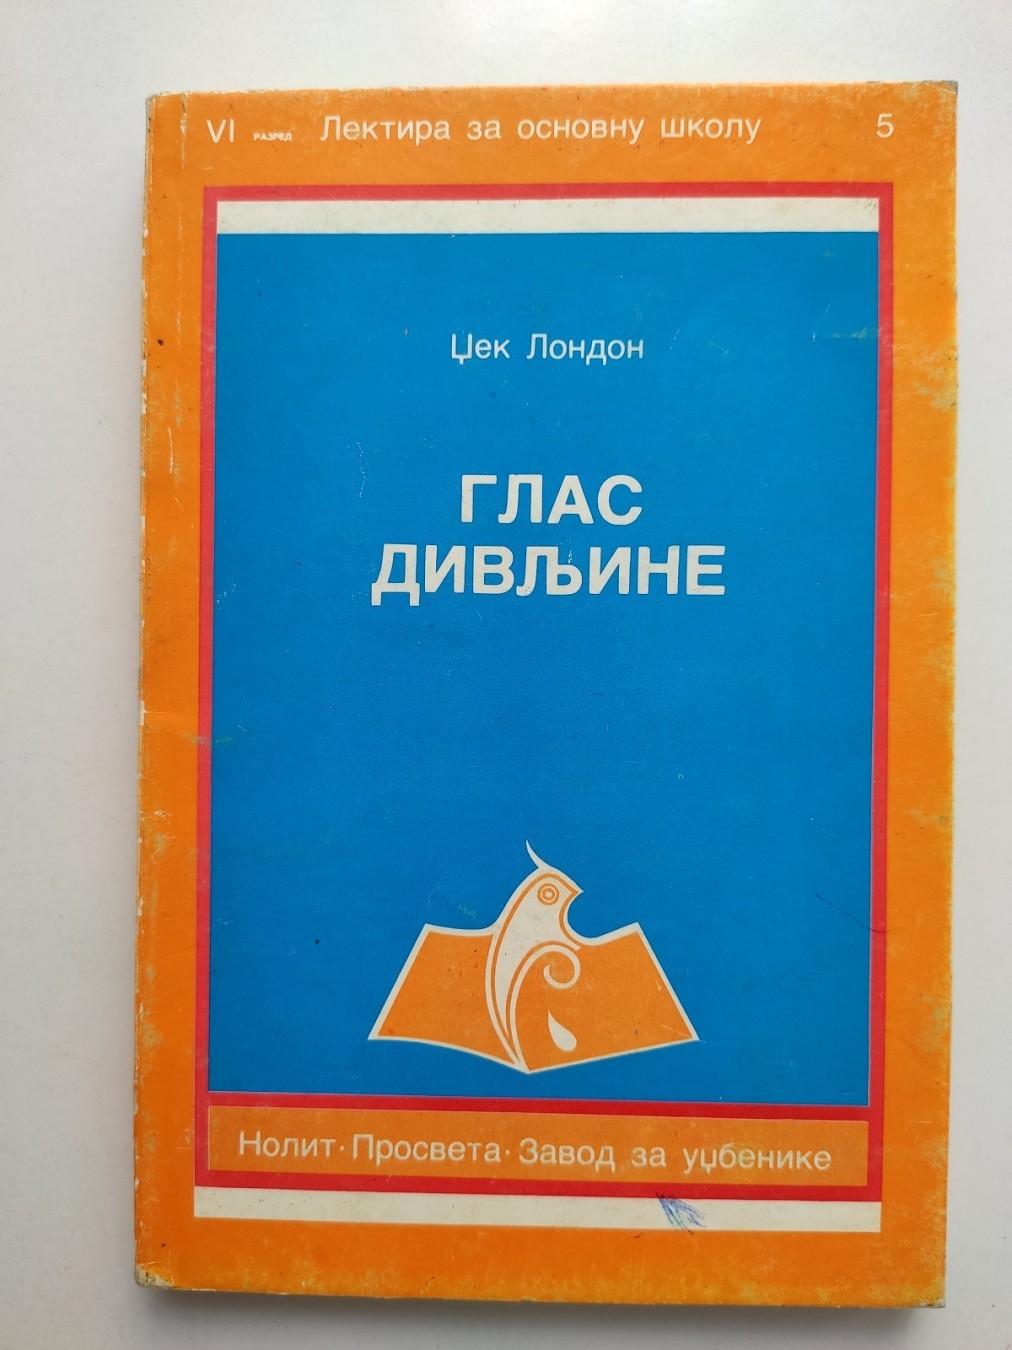 VI РАЗРЕД Лектира за основну школу 5
Џек Лондон
ГЛАС
ДИВЉИНЕ
Нолит · Просвета · Завод за уџбенике